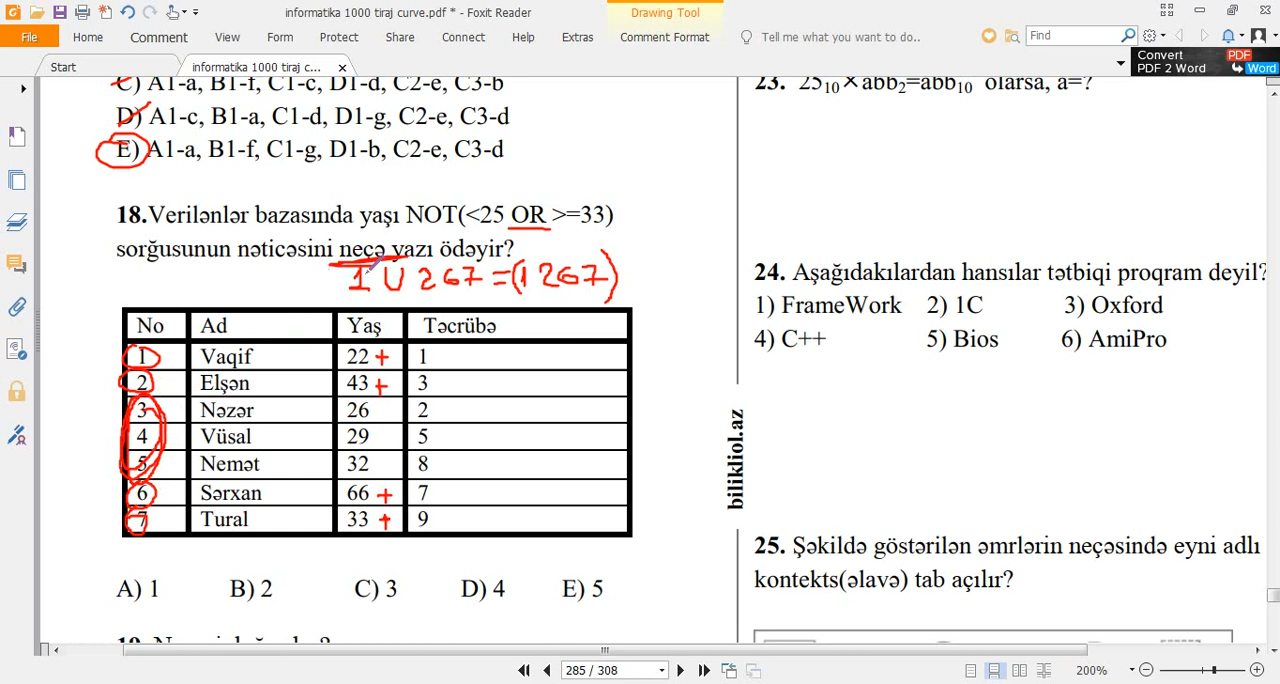 informatika 1000 tiraj curve.pdf * - Foxit Reader
Drawing Tool
File Home Comment View Form Protect Share Connect Help Extras Comment Format Tell me what you want to do.. Find
Start informatika 1000 tiraj c...
Convert PDF
PDF 2 Word Word
C) A1-a, B1-f, C1-c, D1-d, C2-e, C3-b
D) A1-c, B1-a, C1-d, D1-g, C2-e, C3-d
E) A1-a, B1-f, C1-g, D1-b, C2-e, C3-d
18.Verilənlər bazasında yaşı NOT(<25 OR >=33)
sorğusunun nəticəsini neçə yazı ödəyir?
1 U 267 = (1 267)
No Ad Yaş Təcrübə
1 Vaqif 22 + 1
2 Elşən 43 + 3
3 Nəzər 26 2
4 Vüsal 29 5
5 Nemət 32 8
6 Sərxan 66 + 7
7 Tural 33 + 9
A) 1 B) 2 C) 3 D) 4 E) 5
23. 25₁₀×abb₂=abb₁₀ olarsa, a=?
24. Aşağıdakılardan hansılar tətbiqi proqram deyil?
1) FrameWork 2) 1C 3) Oxford
4) C++ 5) Bios 6) AmiPro
bilikliol.az
25. Şəkildə göstərilən əmrlərin neçəsində eyni adlı
kontekts(əlavə) tab açılır?
285 / 308
200%